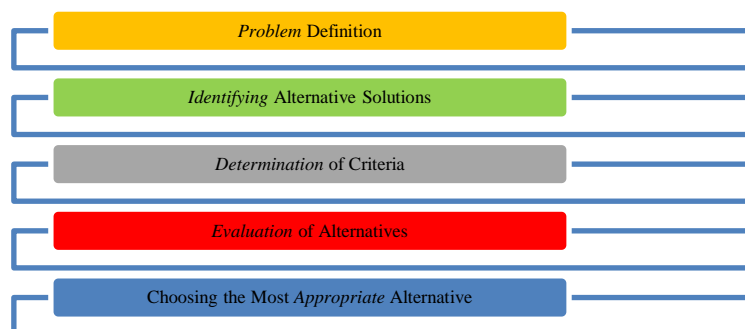 Problem Definition
Identifying Alternative Solutions
Determination of Criteria
Evaluation of Alternatives
Choosing the Most Appropriate Alternative